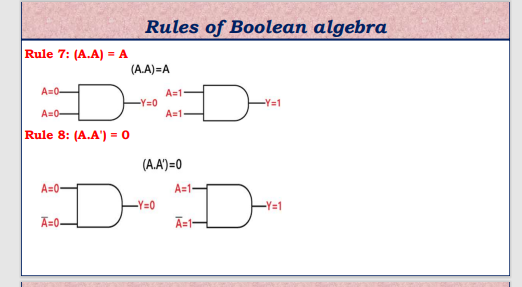 Rules of Boolean algebra
Rule 7: (A.A) = A
(A.A)=A
A=0
A=0
Y=0
A=1
A=1
Y=1
Rule 8: (A.A') = 0
(A.A')=0
A=0
A̅=0
Y=0
A=1
A̅=1
Y=1